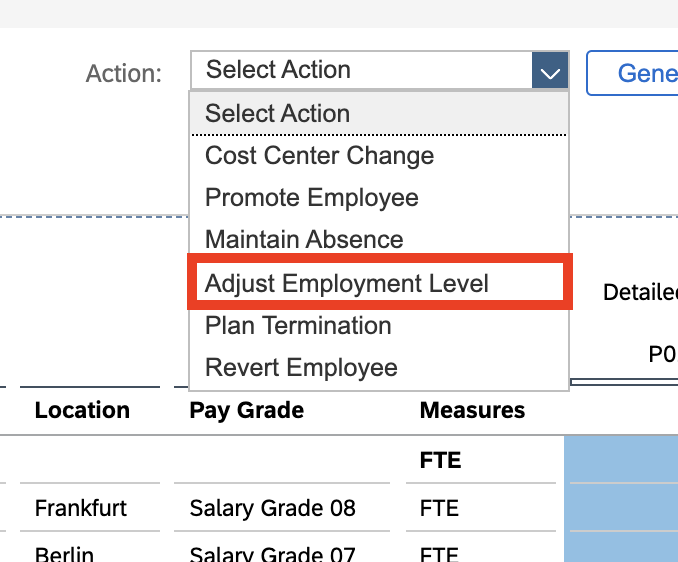 Action: Select Action Gene
Select Action
Cost Center Change
Promote Employee
Maintain Absence
Adjust Employment Level
Detailed
Plan Termination
P0
Revert Employee
Location Pay Grade Measures
FTE
Frankfurt Salary Grade 08 FTE
Berlin Salary Grade 07 FTE